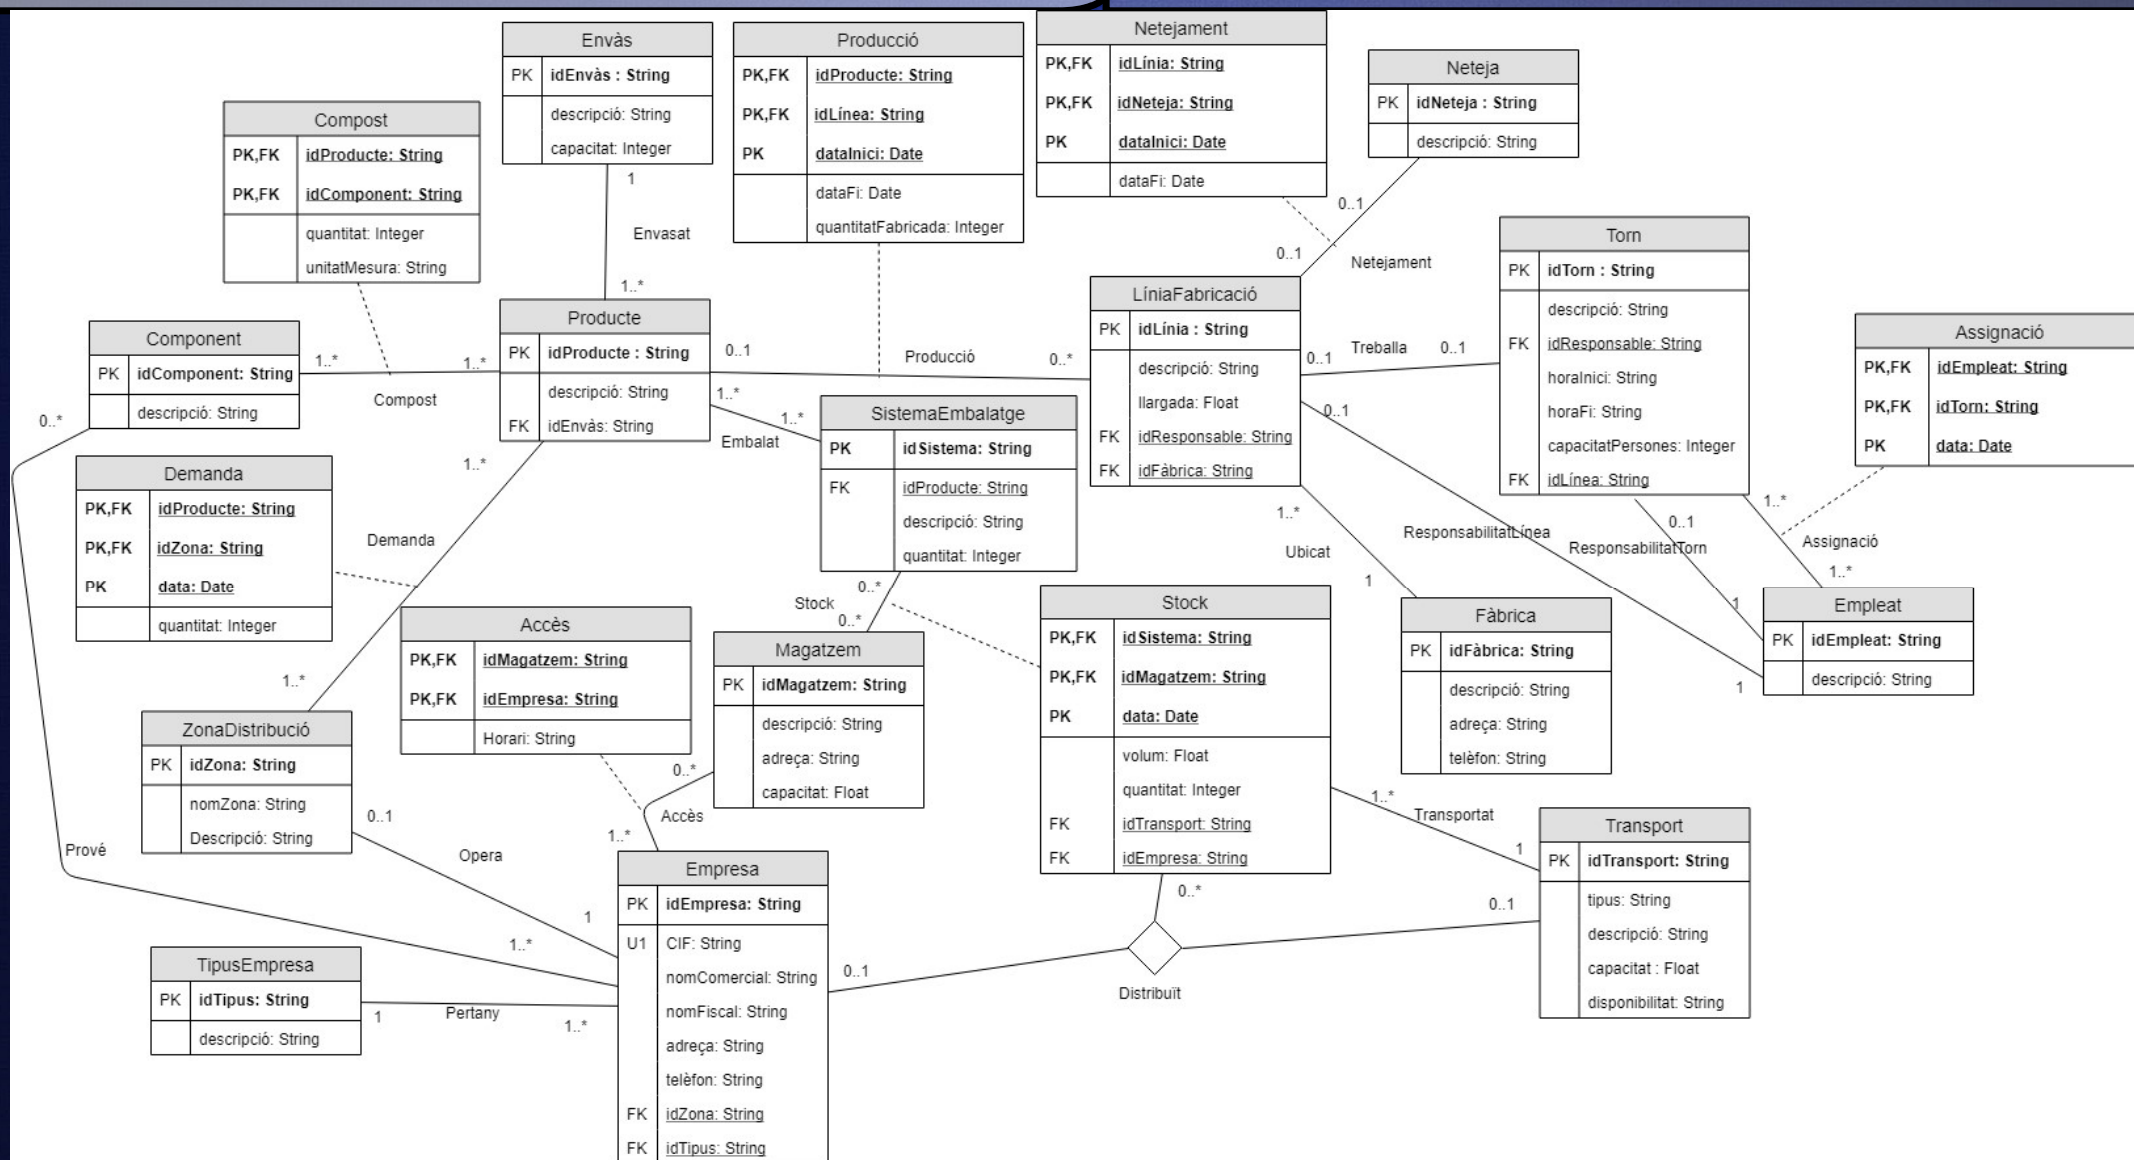 Envàs
PK idEnvàs : String
descripció: String
capacitat: Integer
Producció
PK,FK idProducte: String
PK,FK idLínea: String
PK dataInici: Date
dataFi: Date
quantitatFabricada: Integer
Netejament
PK,FK idLínia: String
PK,FK idNeteja: String
PK dataInici: Date
dataFi: Date
Neteja
PK idNeteja : String
descripció: String
Compost
PK,FK idProducte: String
PK,FK idComponent: String
quantitat: Integer
unitatMesura: String
1
Envasat
1..*
0..1
0..1
Netejament
Torn
PK idTorn : String
descripció: String
FK idResponsable: String
horaInici: String
horaFi: String
capacitatPersones: Integer
FK idLínea: String
LíniaFabricació
PK idLínia : String
descripció: String
llargada: Float
FK idResponsable: String
FK idFàbrica: String
Producte
PK idProducte : String
descripció: String
FK idEnvàs: String
Component
PK idComponent: String
descripció: String
1..*
1..*
Compost
0..1
Producció
0..*
0..1
Treballa
0..1
Assignació
PK,FK idEmpleat: String
PK,FK idTorn: String
PK data: Date
0..*
1..*
Embalat
1..*
SistemaEmbalatge
PK idSistema: String
FK idProducte: String
descripció: String
quantitat: Integer
0..1
Demanda
PK,FK idProducte: String
PK,FK idZona: String
PK data: Date
quantitat: Integer
1..*
Demanda
1..*
1..*
Ubicat
1
ResponsabilitatLínea
0..1
ResponsabilitatTorn
1
1
1..*
Assignació
1..*
Empleat
PK idEmpleat: String
descripció: String
Fàbrica
PK idFàbrica: String
descripció: String
adreça: String
telèfon: String
0..*
Stock
0..*
Stock
PK,FK idSistema: String
PK,FK idMagatzem: String
PK data: Date
volum: Float
quantitat: Integer
FK idTransport: String
FK idEmpresa: String
Accès
PK,FK idMagatzem: String
PK,FK idEmpresa: String
Horari: String
Magatzem
PK idMagatzem: String
descripció: String
adreça: String
capacitat: Float
0..*
Accès
1..*
ZonaDistribució
PK idZona: String
nomZona: String
Descripció: String
0..1
Opera
1
Prové
1..*
Empresa
PK idEmpresa: String
U1 CIF: String
nomComercial: String
nomFiscal: String
adreça: String
telèfon: String
FK idZona: String
FK idTipus: String
TipusEmpresa
PK idTipus: String
descripció: String
1
Pertany
1..*
1..*
Transportat
1
Transport
PK idTransport: String
tipus: String
descripció: String
capacitat : Float
disponibilitat: String
0..*
0..1
0..1
Distribuït